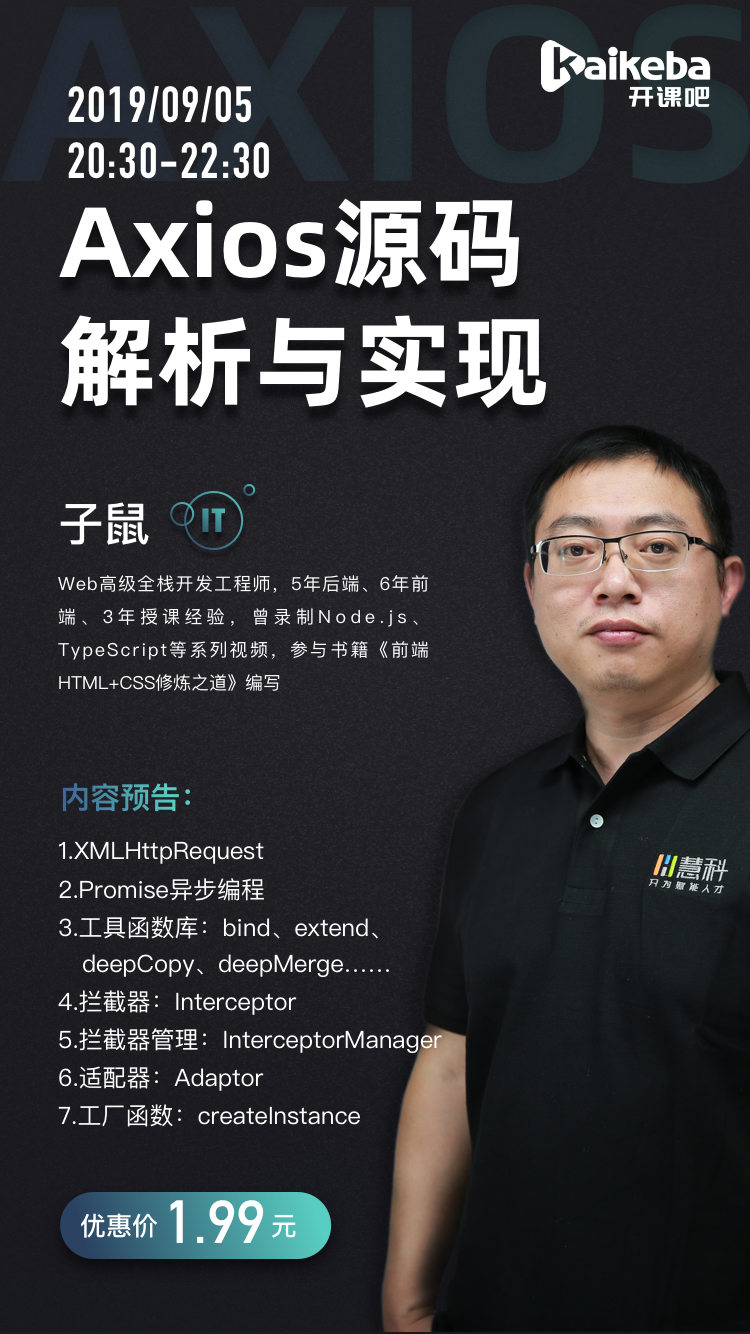 AXIOS
Kaikeba
开课吧
2019/09/05
20:30-22:30
Axios源码
解析与实现
子鼠
IT
Web高级全栈开发工程师，5年后端、6年前
端、3年授课经验，曾录制Node.js、
TypeScript等系列视频，参与书籍《前端
HTML+CSS修炼之道》编写
内容预告：
1.XMLHttpRequest
2.Promise异步编程
3.工具函数库：bind、extend、
deepCopy、deepMerge……
4.拦截器：Interceptor
5.拦截器管理：InterceptorManager
6.适配器：Adaptor
7.工厂函数：createInstance
慧科
只为赋能人才
优惠价 1.99 元